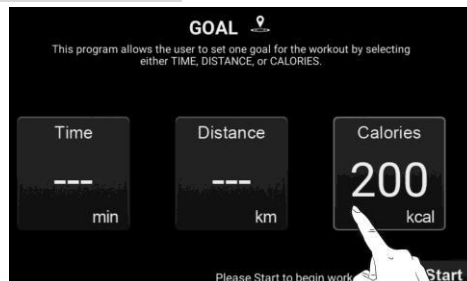 GOAL
This program allows the user to set one goal for the workout by selecting
either TIME, DISTANCE, or CALORIES.
Time
Distance
Calories
---
---
200
min
km
kcal
Please Start to begin work
Start